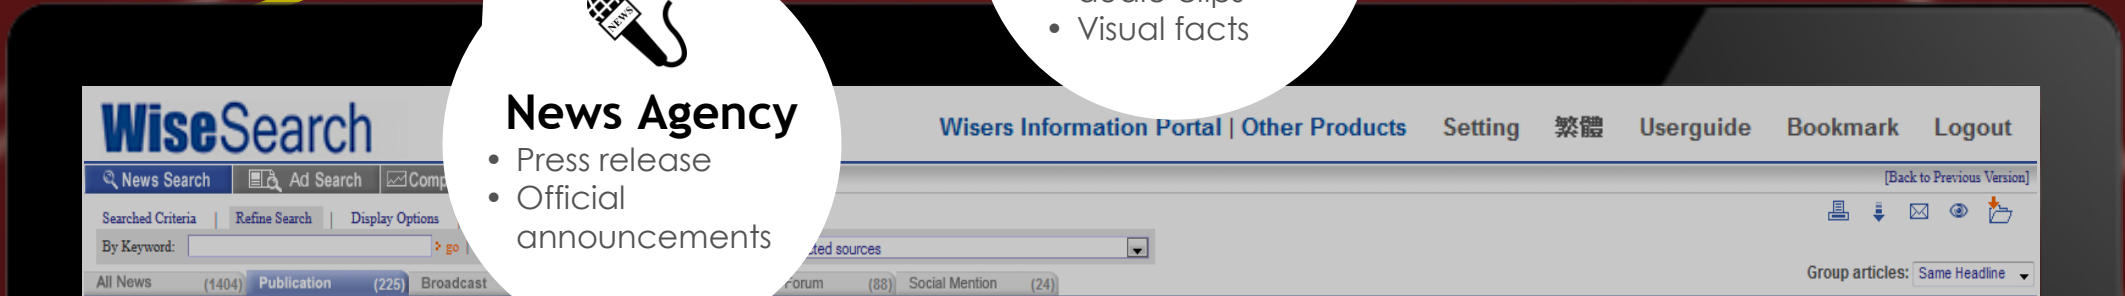 • Visual facts
NEWS
News Agency
• Press release
• Official
announcements
WiseSearch
Wisers Information Portal | Other Products Setting 繁體 Userguide Bookmark Logout
News Search Ad Search
[Back to Previous Version]
Searched Criteria | Refine Search | Display Options
By Keyword: go | sources
All News (1404) Publication (225) Broadcast Forum (88) Social Mention (24)
Group articles: Same Headline